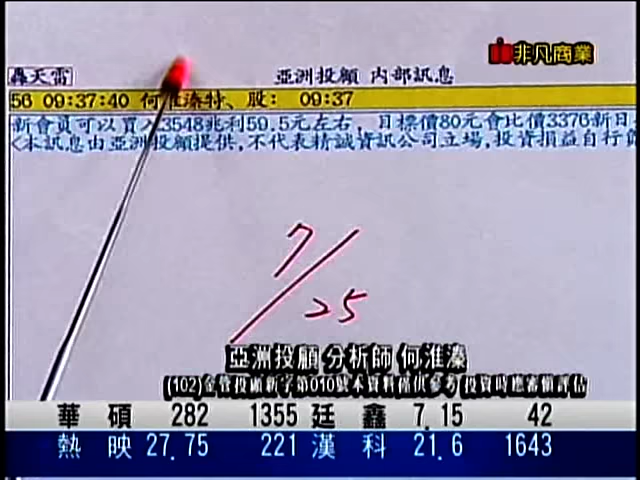 非凡商業
轟天雷 亞洲投顧 內部訊息
56 09:37:40 何淮溱特、股： 09:37
新會員可以買入3548兆利59.5元左右，目標價80元會比價3376新日
<本訊息由亞洲投顧提供,不代表精誠資訊公司立場,投資損益自行
7/25
亞洲投顧 分析師 何淮溱
(102)金管投顧新字第010號本資料僅供參考 投資時應審慎評估
華碩 282 1355 廷鑫 7.15 42
熱映 27.75 221 漢科 21.6 1643